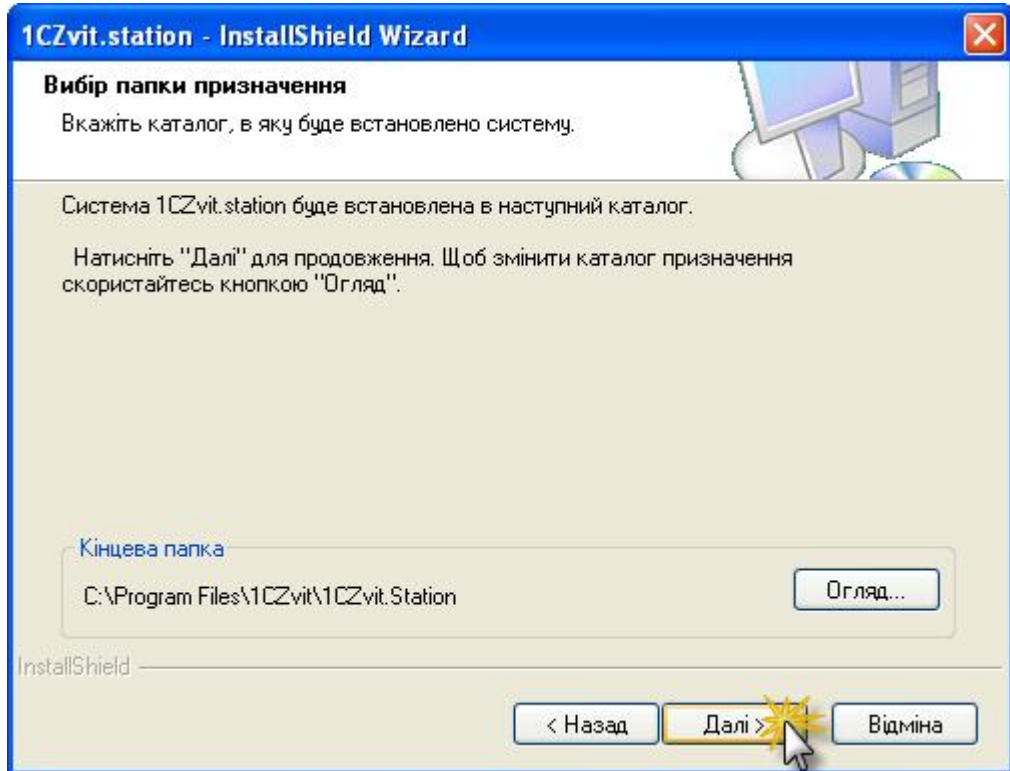 1CZvit.station - InstallShield Wizard
Вибір папки призначення
Вкажіть каталог, в яку буде встановлено систему.
Система 1CZvit.station буде встановлена в наступний каталог.
Натисніть "Далі" для продовження. Щоб змінити каталог призначення
скористайтесь кнопкою "Огляд".
Кінцева папка
C:\Program Files\1CZvit\1CZvit.Station
Огляд...
InstallShield
< Назад
Далі >
Відміна